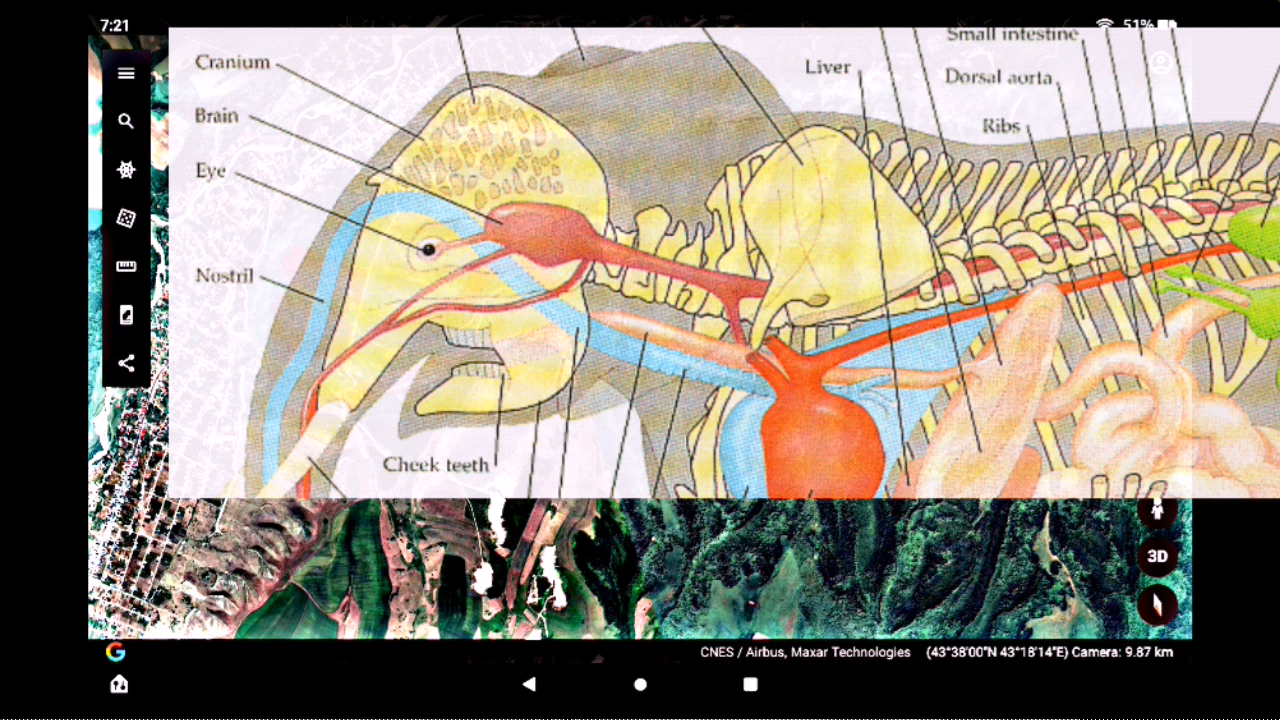 7:21
51%
Small intestine
Cranium
Liver
Dorsal aorta
Brain
Ribs
Eye
Nostril
Cheek teeth
3D
CNES / Airbus, Maxar Technologies (43°38'00"N 43°18'14"E) Camera: 9.87 km